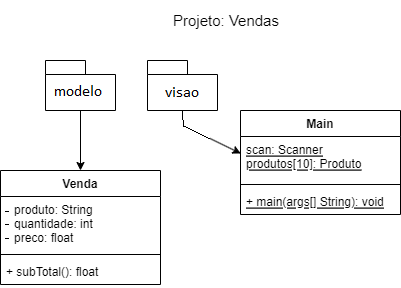 Projeto: Vendas
modelo
visao
Main
scan: Scanner
produtos[10]: Produto
+ main(args[] String): void
Venda
- produto: String
- quantidade: int
- preco: float
+ subTotal(): float